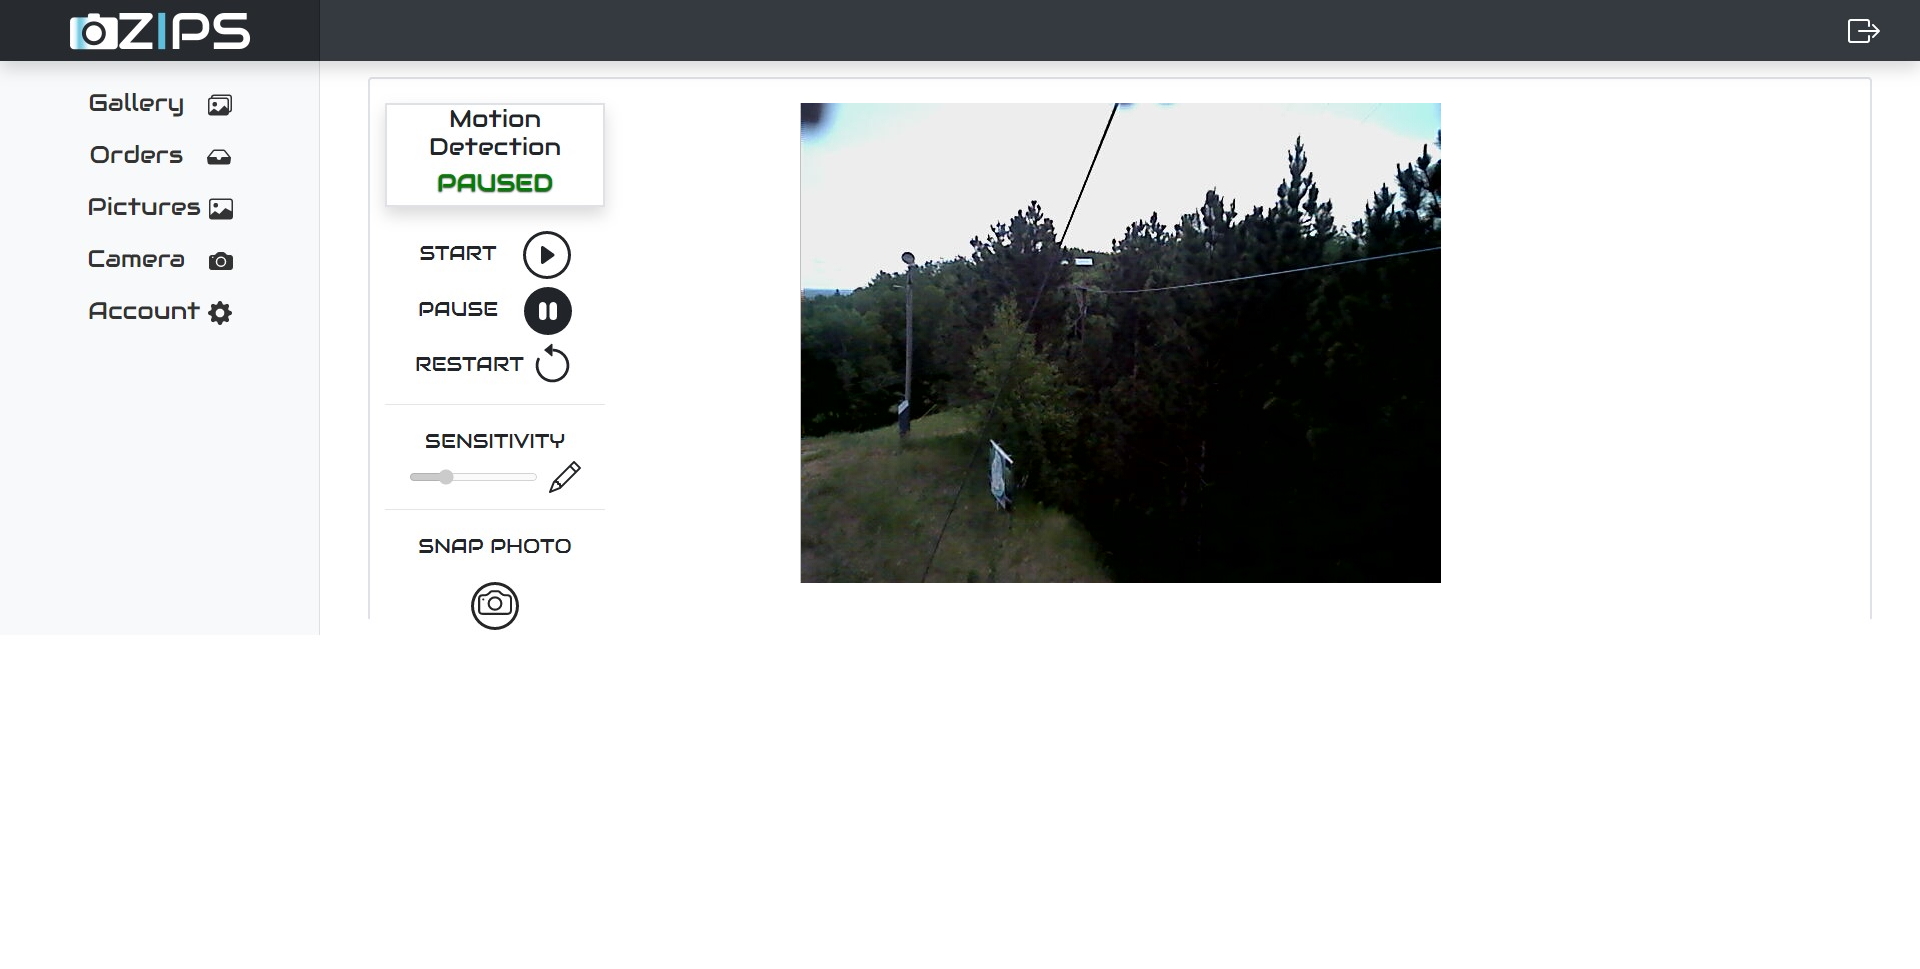 ZIPS
Gallery
Orders
Pictures
Camera
Account
Motion
Detection
PAUSED
START
PAUSE
RESTART
SENSITIVITY
SNAP PHOTO